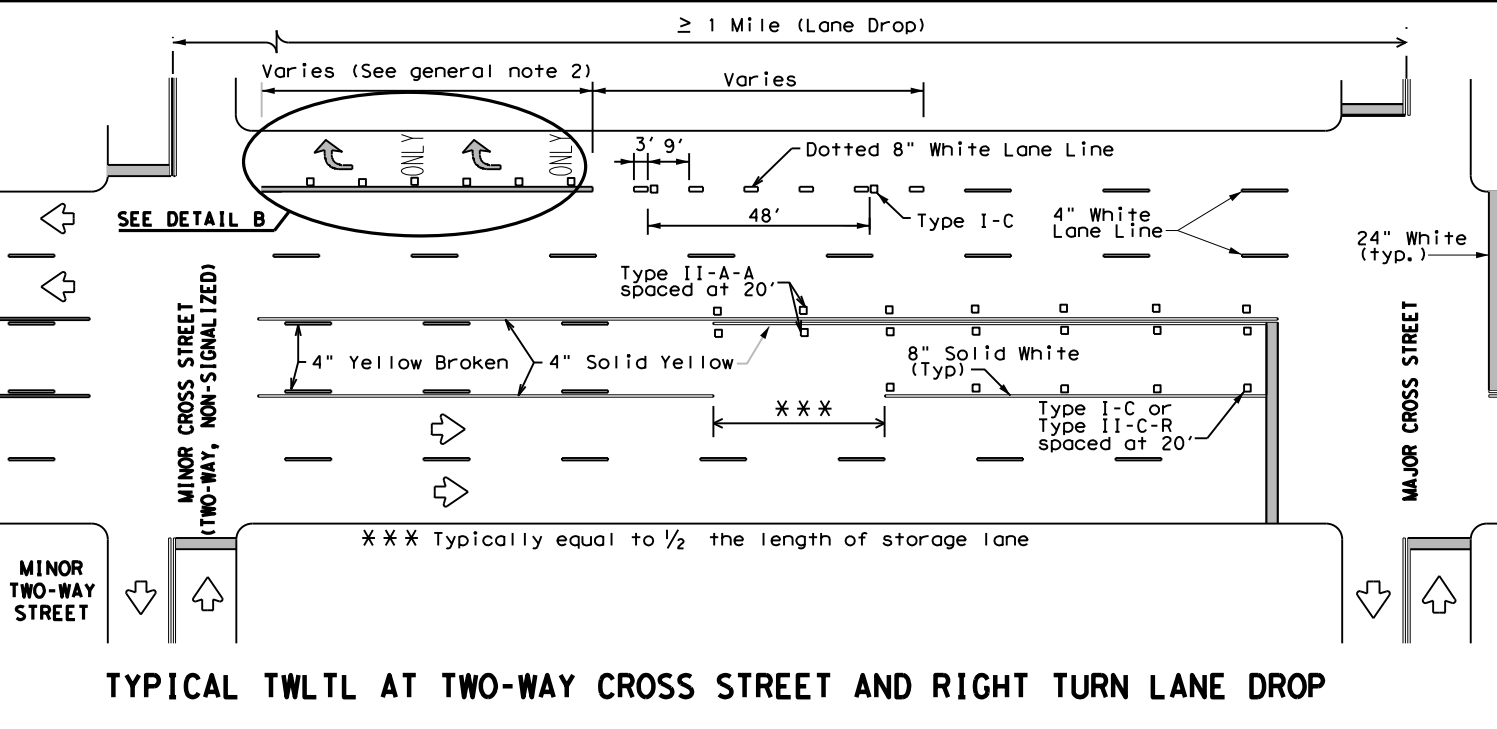 ≥ 1 Mile (Lane Drop)
Varies (See general note 2)
Varies
ONLY
ONLY
3' 9'
Dotted 8" White Lane Line
SEE DETAIL B
48'
Type I-C
4" White
Lane Line
24" White
(typ.)
Type II-A-A
spaced at 20'
MINOR CROSS STREET
(TWO-WAY, NON-SIGNALIZED)
4" Yellow Broken
4" Solid Yellow
8" Solid White
(Typ)
***
Type I-C or
Type II-C-R
spaced at 20'
MAJOR CROSS STREET
*** Typically equal to ½ the length of storage lane
MINOR
TWO-WAY
STREET
TYPICAL TWLTL AT TWO-WAY CROSS STREET AND RIGHT TURN LANE DROP